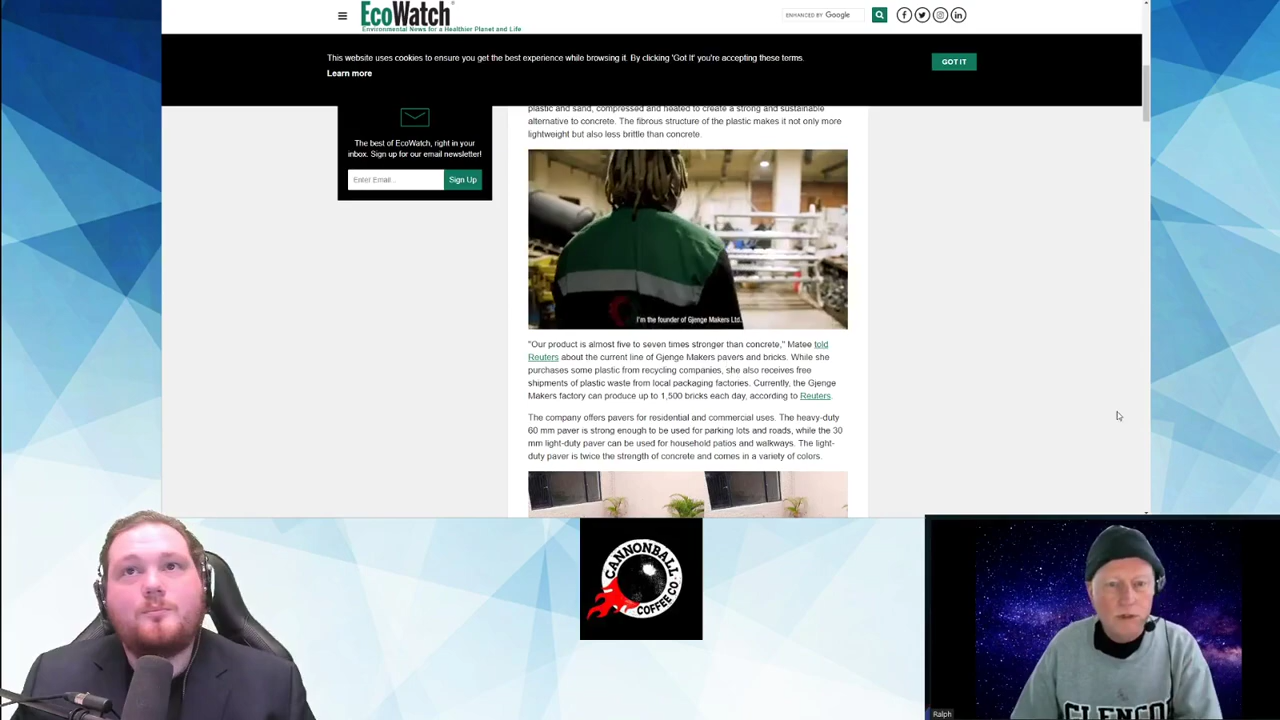 EcoWatch
Environmental News for a Healthier Planet and Life
ENHANCED BY Google
This website uses cookies to ensure you get the best experience while browsing it. By clicking 'Got It' you're accepting these terms.
Learn more
GOT IT
The best of EcoWatch, right in your
inbox. Sign up for our email newsletter!
Enter Email...
Sign Up
plastic and sand, compressed and heated to create a strong and sustainable
alternative to concrete. The fibrous structure of the plastic makes it not only more
lightweight but also less brittle than concrete.
I'm the founder of Gjenge Makers Ltd.
"Our product is almost five to seven times stronger than concrete," Matee told
Reuters about the current line of Gjenge Makers pavers and bricks. While she
purchases some plastic from recycling companies, she also receives free
shipments of plastic waste from local packaging factories. Currently, the Gjenge
Makers factory can produce up to 1,500 bricks each day, according to Reuters.
The company offers pavers for residential and commercial uses. The heavy-duty
60 mm paver is strong enough to be used for parking lots and roads, while the 30
mm light-duty paver can be used for household patios and walkways. The light-
duty paver is twice the strength of concrete and comes in a variety of colors.
CANNONBALL
COFFEE CO
GLENCO
Ralph